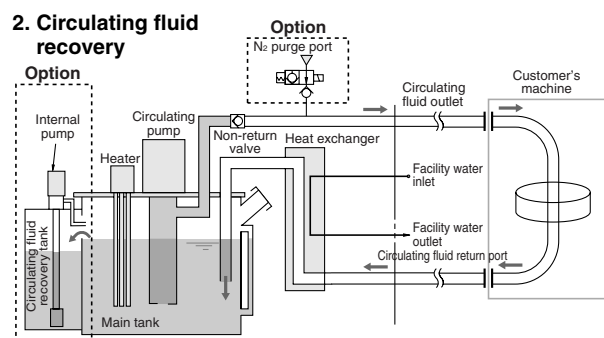 2. Circulating fluid
recovery
Option
N2 purge port
Option
Internal
pump
Circulating
pump
Heater
Non-return
valve
Heat exchanger
Circulating
fluid outlet
Customer's
machine
Facility water
inlet
Facility water
outlet
Circulating fluid return port
Circulating fluid
recovery tank
Main tank